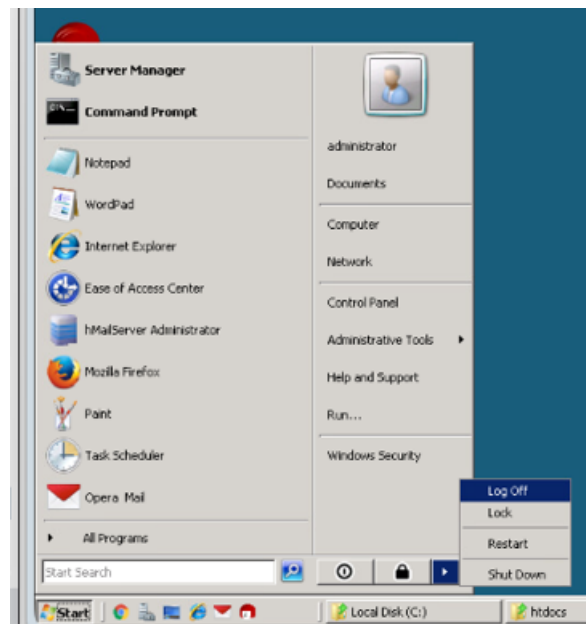 Server Manager
Command Prompt
Notepad
WordPad
Internet Explorer
Ease of Access Center
hMailServer Administrator
Mozilla Firefox
Paint
Task Scheduler
Opera Mail
All Programs
Start Search
administrator
Documents
Computer
Network
Control Panel
Administrative Tools
Help and Support
Run...
Windows Security
Log Off
Lock
Restart
Shut Down
Start
Local Disk (C:)
htdocs